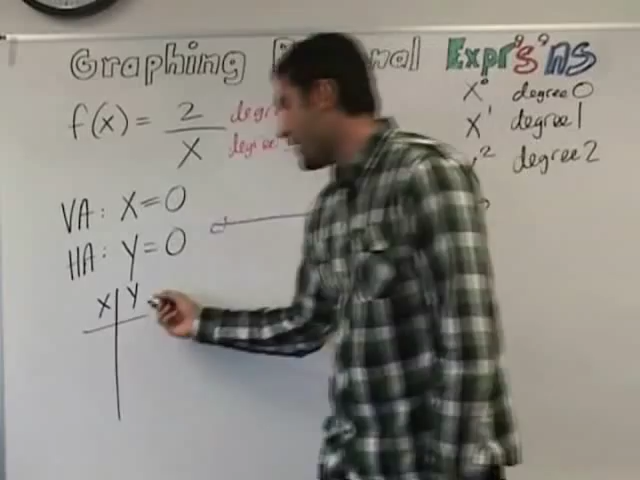 Graphing Rational Expr's'ns
f(x) = 2/x degree
degree
x⁰ degree 0
x¹ degree 1
x² degree 2
VA: x=0
HA: y=0
x | y